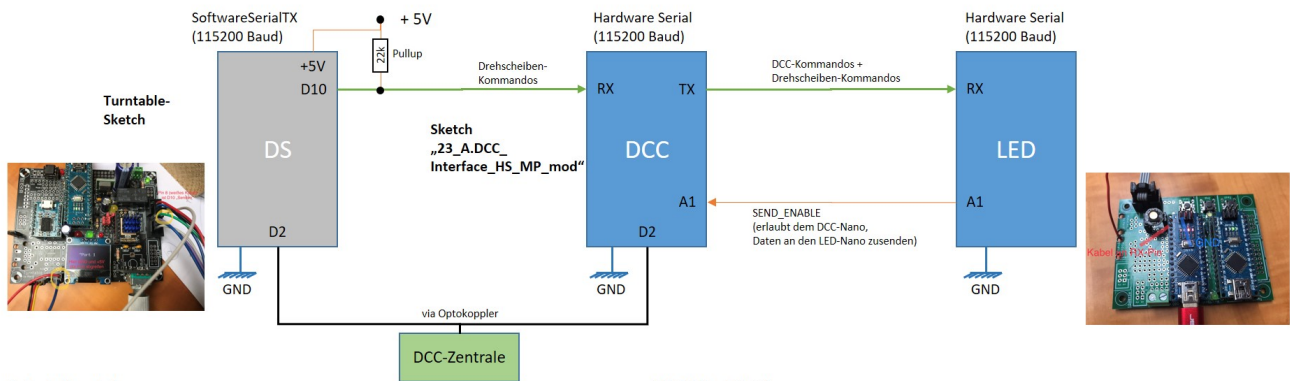 SoftwareSerialTX
(115200 Baud)
+ 5V
22k
Pullup
Hardware Serial
(115200 Baud)
Hardware Serial
(115200 Baud)
+5V
D10
Drehscheiben-
Kommandos
RX
TX
DCC-Kommandos +
Drehscheiben-Kommandos
RX
Turntable-
Sketch
DS
Sketch
„23_A.DCC_
Interface_HS_MP_mod“
DCC
LED
A1
SEND_ENABLE
(erlaubt dem DCC-Nano,
Daten an den LED-Nano zusenden)
A1
D2
D2
GND
GND
GND
via Optokoppler
DCC-Zentrale
GND